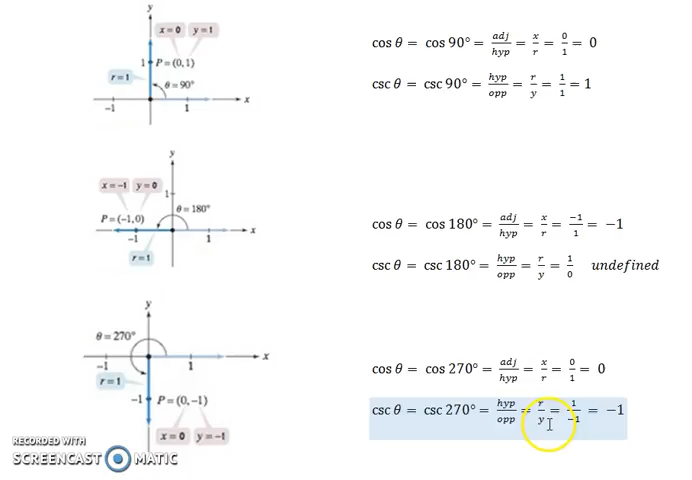 y
x = 0 y = 1
1 P = (0, 1)
r = 1
θ = 90°
x
−1 1
cos θ = cos 90° = adj/hyp = x/r = 0/1 = 0
csc θ = csc 90° = hyp/opp = r/y = 1/1 = 1
y
x = −1 y = 0
1
P = (−1, 0)
θ = 180°
x
−1 1
r = 1
cos θ = cos 180° = adj/hyp = x/r = −1/1 = −1
csc θ = csc 180° = hyp/opp = r/y = 1/0 undefined
y
θ = 270°
x
−1 1
r = 1
−1 P = (0, −1)
x = 0 y = −1
cos θ = cos 270° = adj/hyp = x/r = 0/1 = 0
csc θ = csc 270° = hyp/opp = r/y = 1/−1 = −1
RECORDED WITH
SCREENCAST MATIC